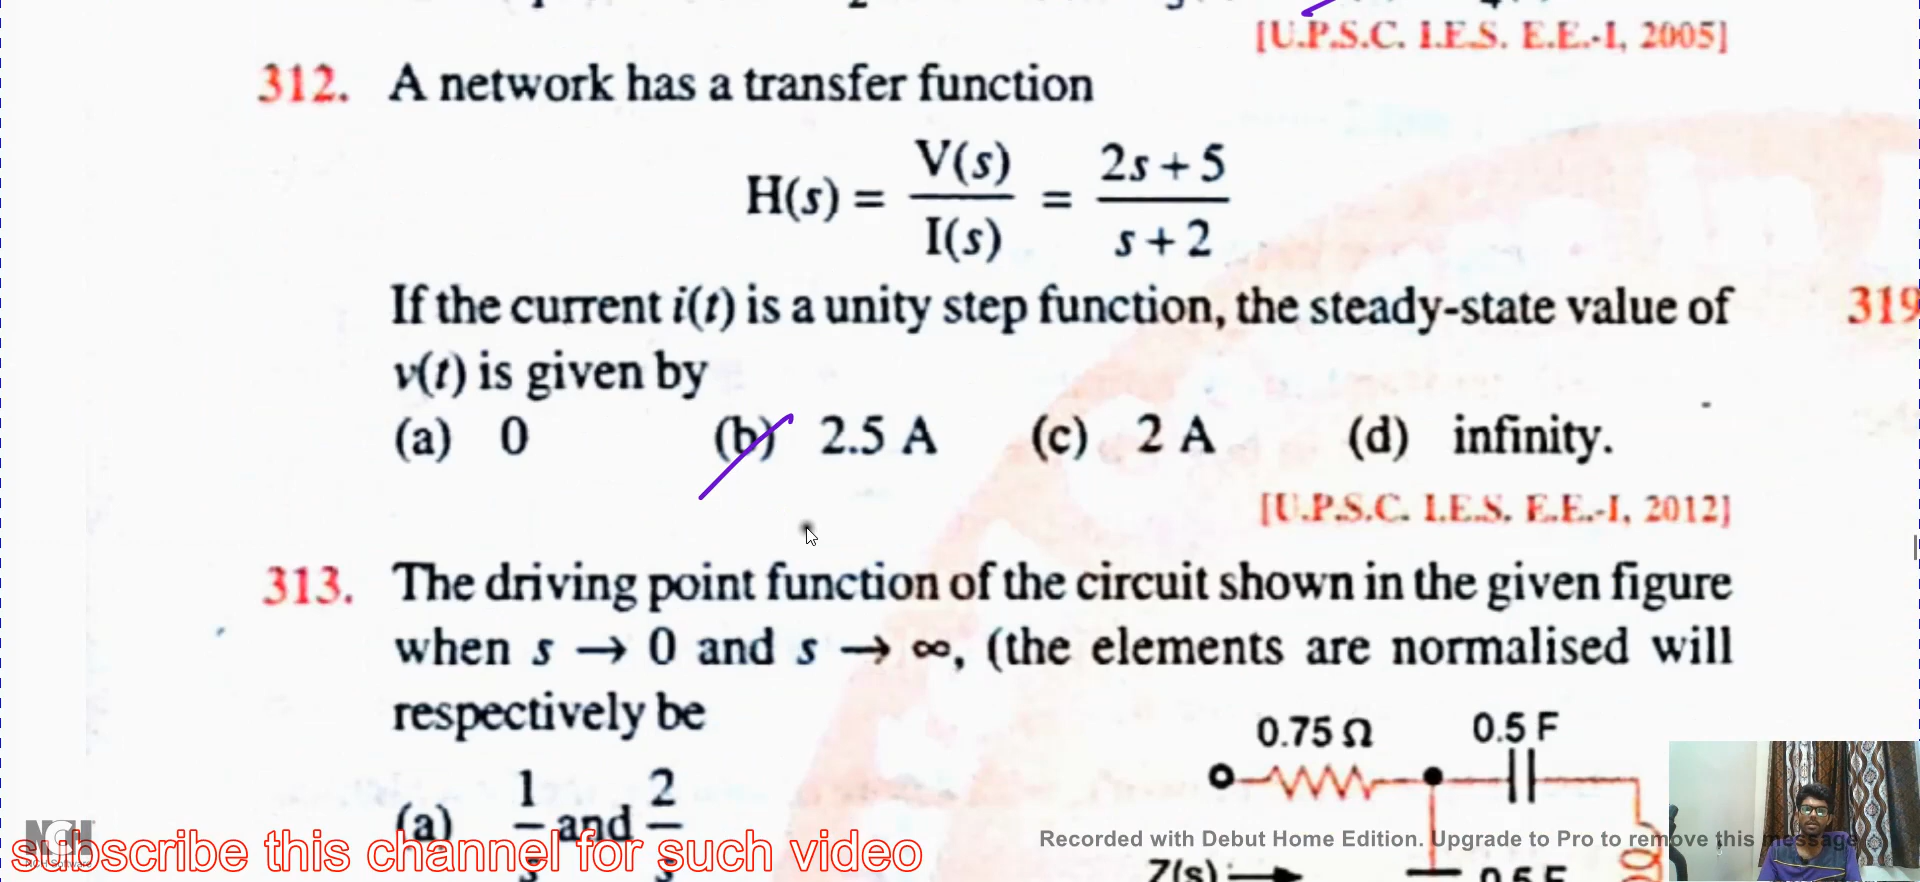 [U.P.S.C. I.E.S. E.E.-I, 2005]
312. A network has a transfer function
H(s) = V(s) / I(s) = 2s + 5 / s + 2
If the current i(t) is a unity step function, the steady-state value of
v(t) is given by
(a) 0 (b) 2.5 A (c) 2 A (d) infinity.
[U.P.S.C. I.E.S. E.E.-I, 2012]
319
313. The driving point function of the circuit shown in the given figure
when s → 0 and s → ∞, (the elements are normalised will
respectively be
0.75 Ω 0.5 F
(a) 1/s and 2/s
Z(s)
NCH
subscribe this channel for such video
Recorded with Debut Home Edition. Upgrade to Pro to remove this message